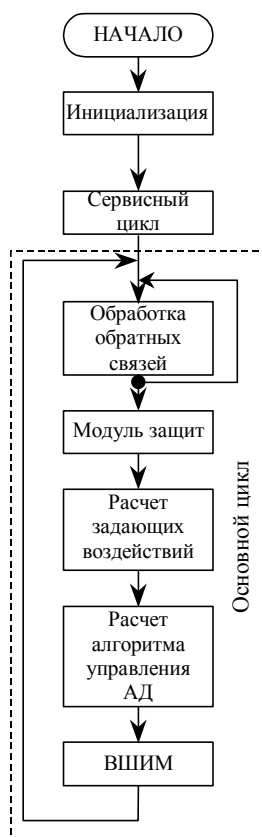 НАЧАЛО
Инициализация
Сервисный
цикл
Обработка
обратных
связей
Модуль защит
Расчет
задающих
воздействий
Расчет
алгоритма
управления
АД
ВШИМ
Основной цикл